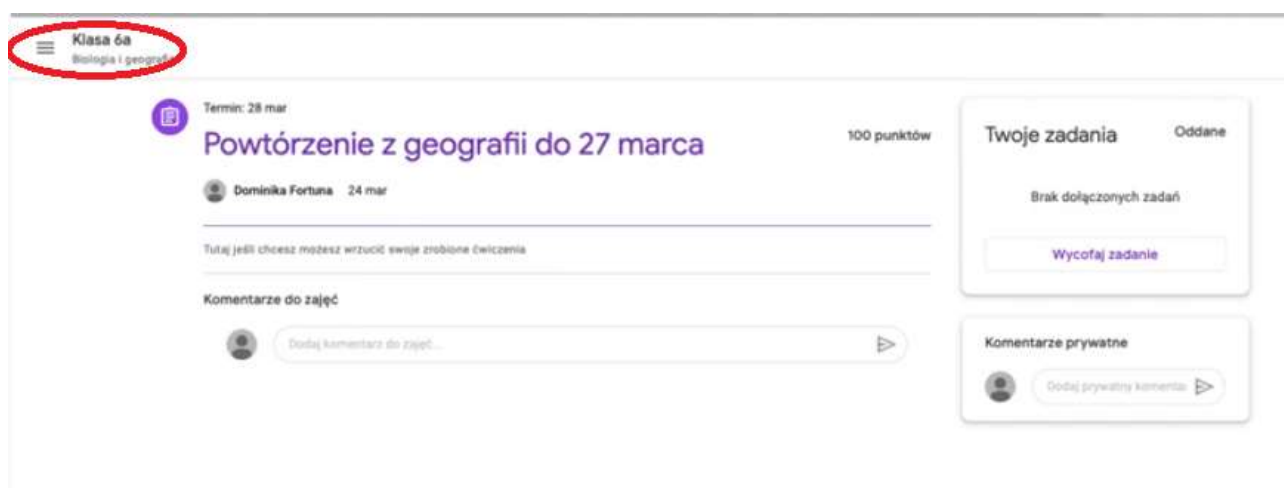 Klasa 6a
Biologia i geografia
Termin: 28 mar
Powtórzenie z geografii do 27 marca
100 punktów
Dominika Fortuna 24 mar
Tutaj jeśli chcesz możesz wrzucić swoje zrobione ćwiczenia
Komentarze do zajęć
Dodaj komentarz do zajęć...
Twoje zadania
Oddane
Brak dołączonych zadań
Wycofaj zadanie
Komentarze prywatne
Dodaj prywatny